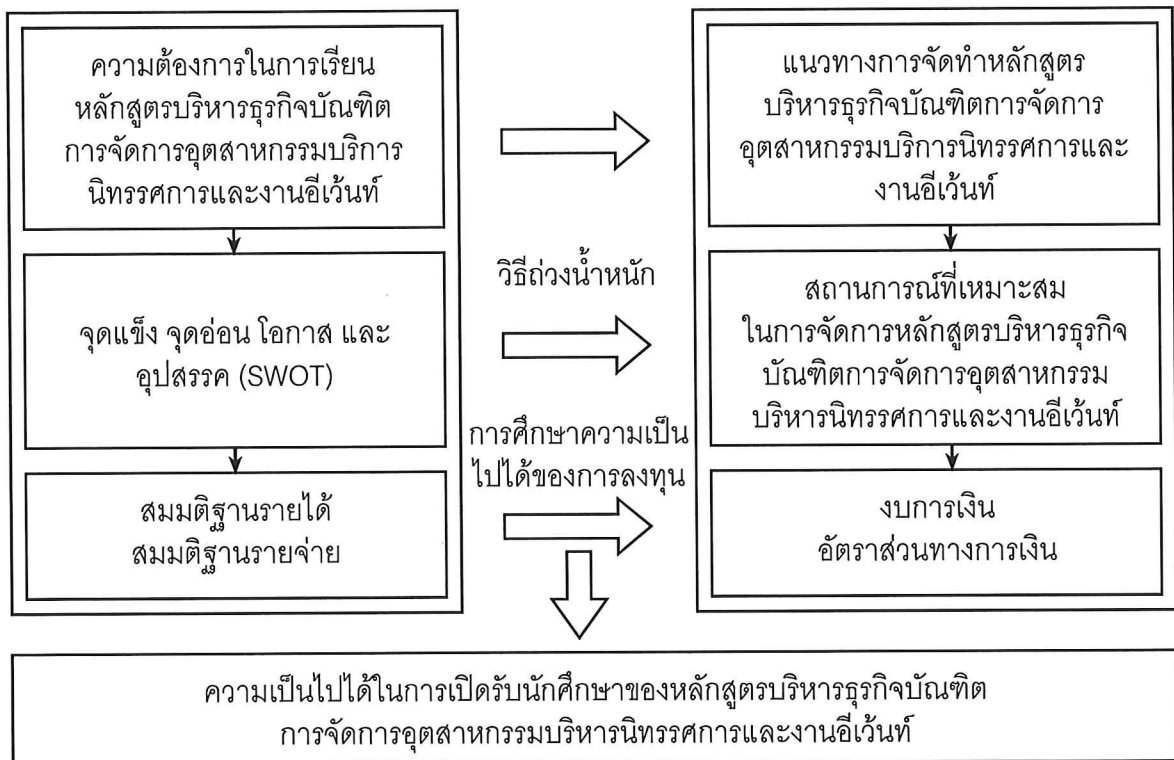 ความต้องการในการเรียน
หลักสูตรบริหารธุรกิจบัณฑิต
การจัดการอุตสาหกรรมบริการ
นิทรรศการและงานอีเว้นท์
จุดแข็ง จุดอ่อน โอกาส และ
อุปสรรค (SWOT)
สมมติฐานรายได้
สมมติฐานรายจ่าย
วิธีถ่วงน้ำหนัก
การศึกษาความเป็น
ไปได้ของการลงทุน
แนวทางการจัดทำหลักสูตร
บริหารธุรกิจบัณฑิตการจัดการ
อุตสาหกรรมบริการนิทรรศการและ
งานอีเว้นท์
สถานการณ์ที่เหมาะสม
ในการจัดการหลักสูตรบริหารธุรกิจ
บัณฑิตการจัดการอุตสาหกรรม
บริหารนิทรรศการและงานอีเว้นท์
งบการเงิน
อัตราส่วนทางการเงิน
ความเป็นไปได้ในการเปิดรับนักศึกษาของหลักสูตรบริหารธุรกิจบัณฑิต
การจัดการอุตสาหกรรมบริหารนิทรรศการและงานอีเว้นท์